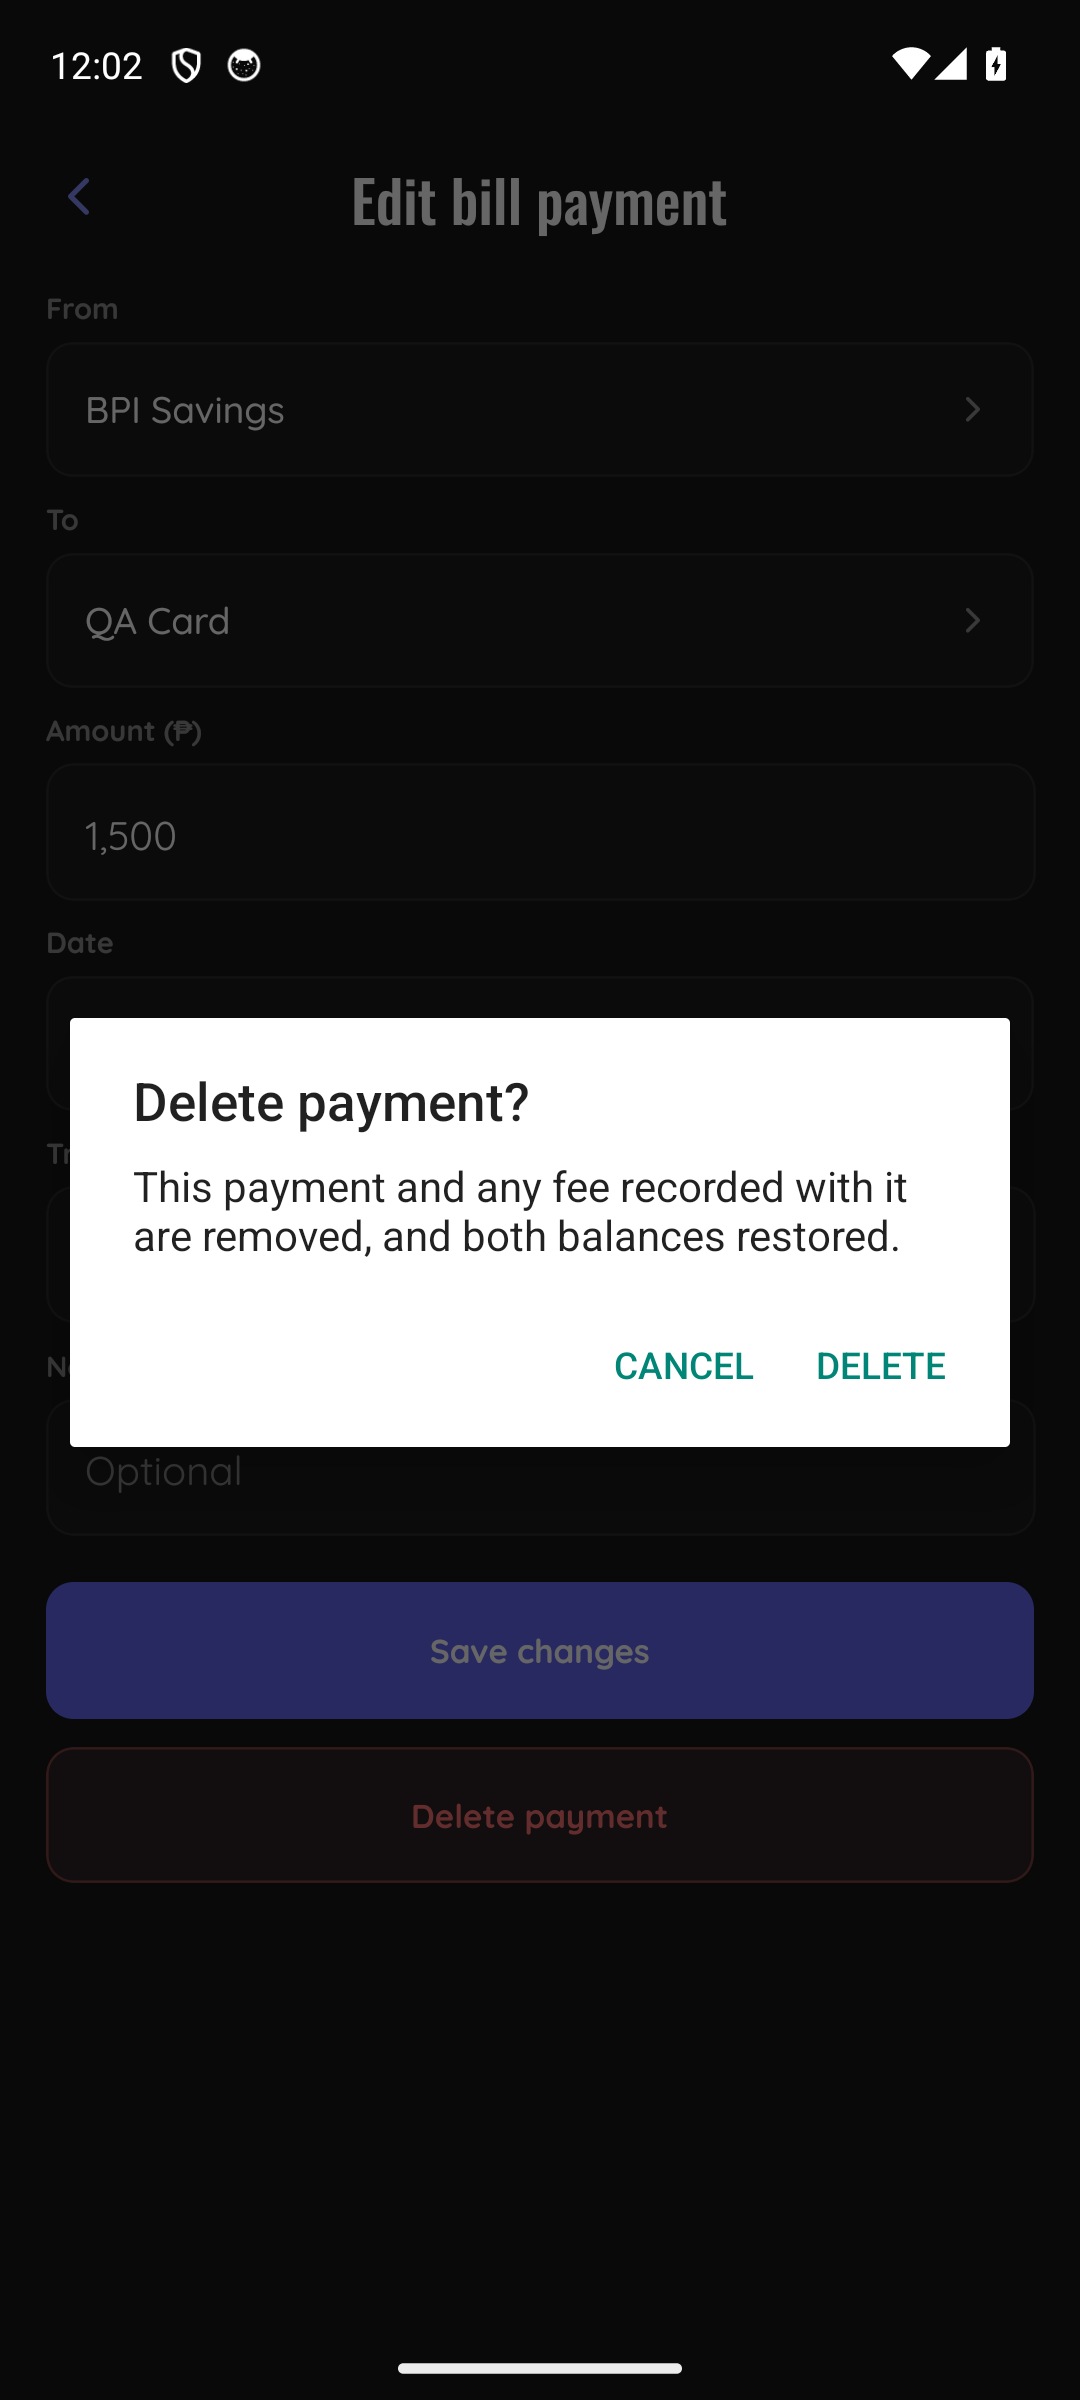 12:02
Edit bill payment
From
BPI Savings
To
QA Card
Amount (₱)
1,500
Date
Delete payment?
This payment and any fee recorded with it
are removed, and both balances restored.
CANCEL DELETE
Optional
Save changes
Delete payment